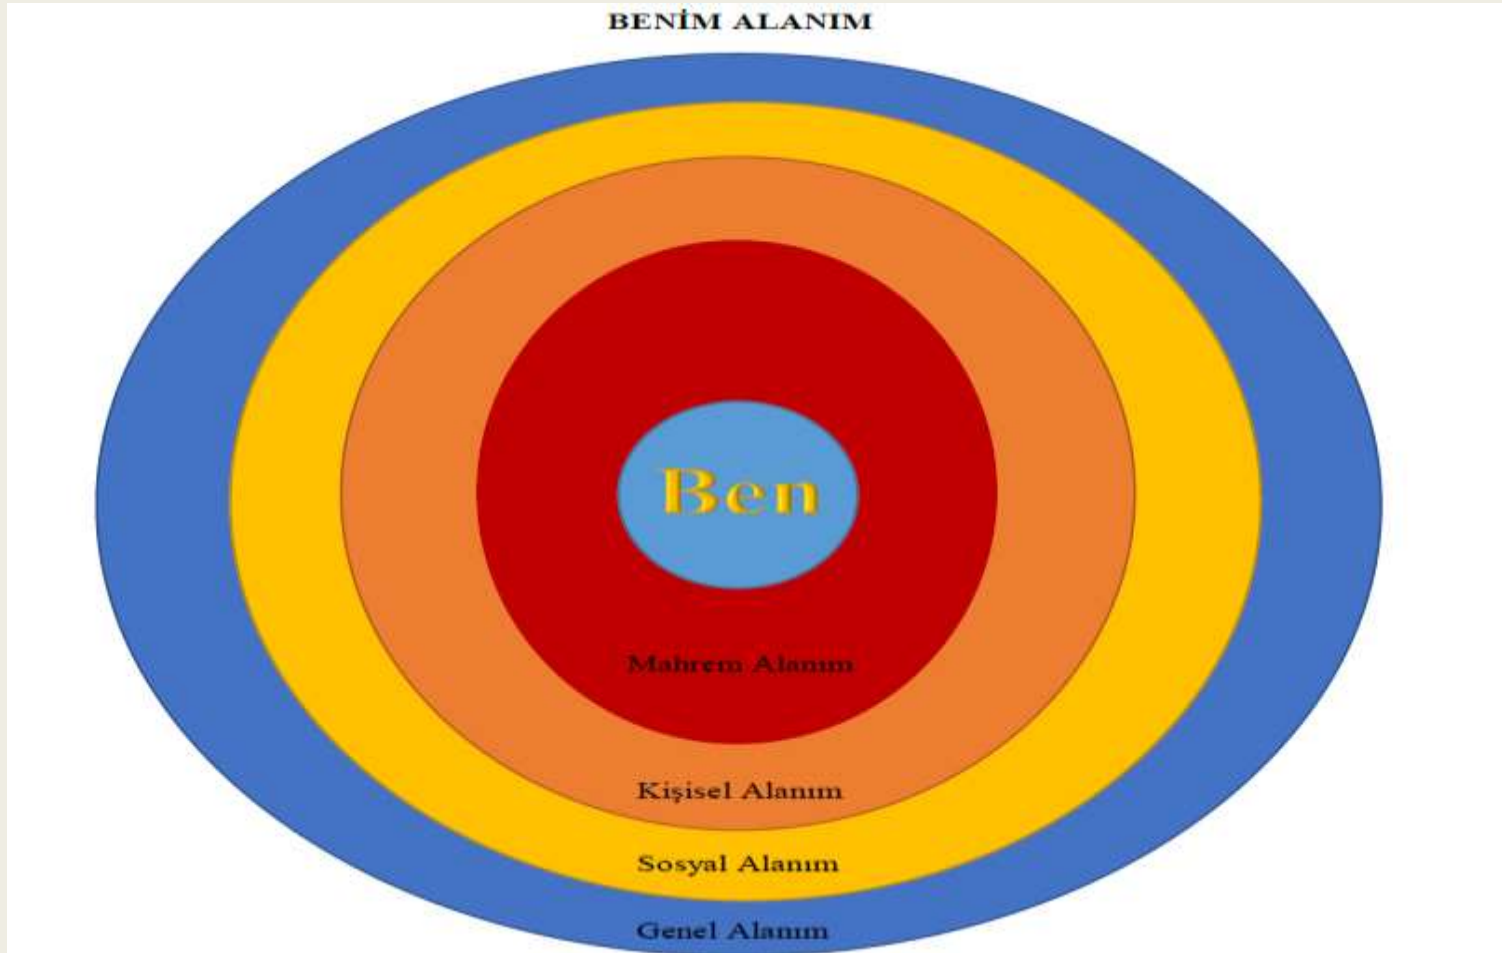 BENİM ALANIM
Ben
Mahrem Alanım
Kişisel Alanım
Sosyal Alanım
Genel Alanım